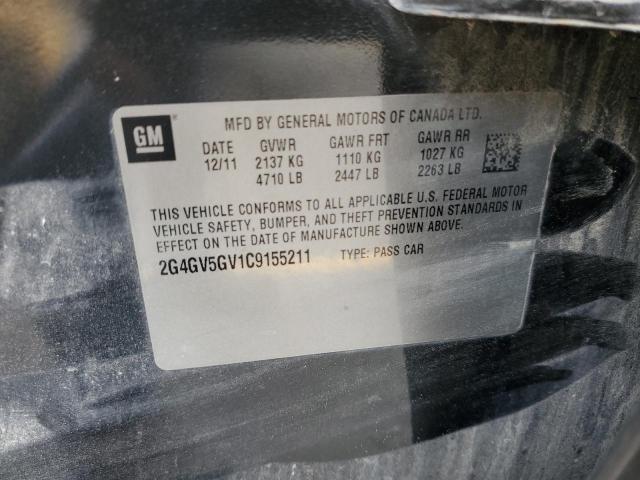 GM
MFD BY GENERAL MOTORS OF CANADA LTD.
DATE GVWR GAWR FRT GAWR RR
12/11 2137 KG 1110 KG 1027 KG
4710 LB 2447 LB 2263 LB
THIS VEHICLE CONFORMS TO ALL APPLICABLE U.S. FEDERAL MOTOR
VEHICLE SAFETY, BUMPER, AND THEFT PREVENTION STANDARDS IN
EFFECT ON THE DATE OF MANUFACTURE SHOWN ABOVE.
2G4GV5GV1C9155211 TYPE: PASS CAR